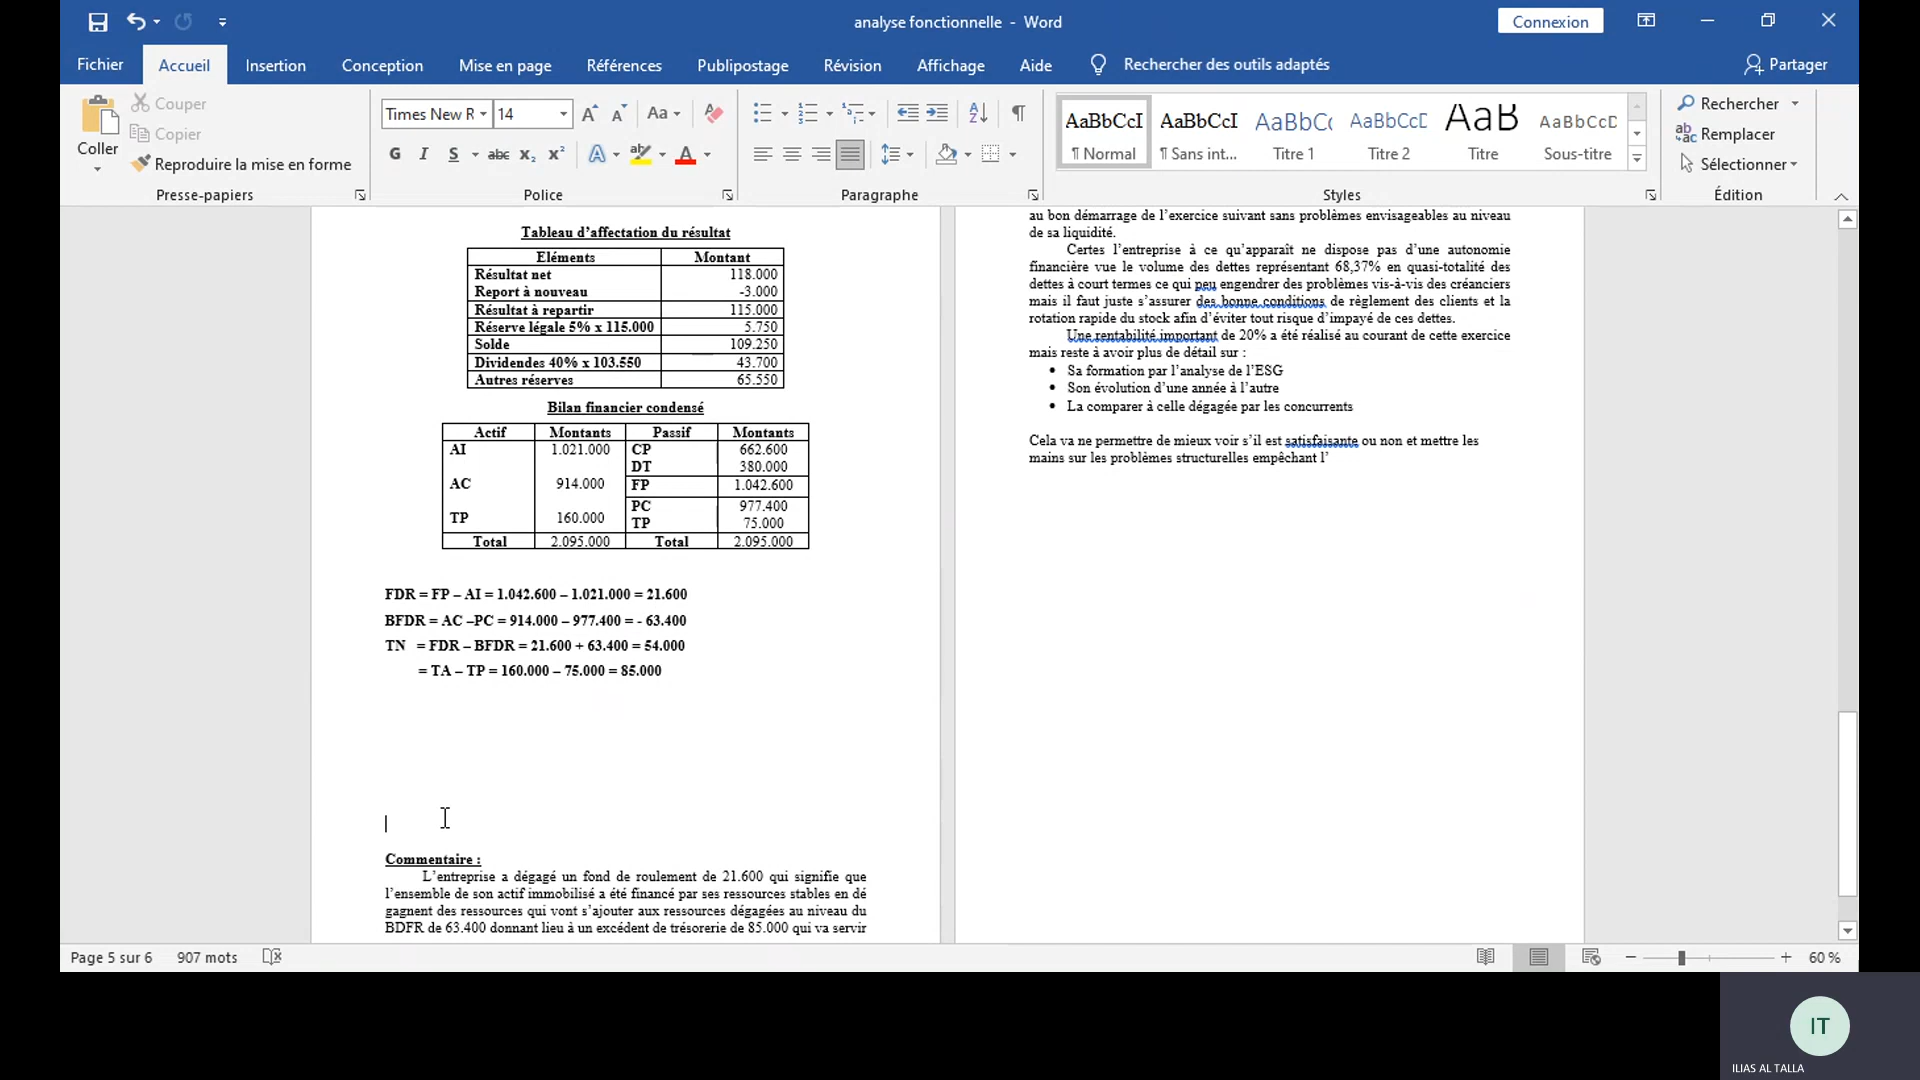 analyse fonctionnelle - Word
Connexion
Fichier
Accueil
Insertion
Conception
Mise en page
Références
Publipostage
Révision
Affichage
Aide
Rechercher des outils adaptés
Partager
Coller
Couper
Copier
Reproduire la mise en forme
Presse-papiers
Times New R
14
Aa
G I S abc x₂ x²
Police
Paragraphe
AaBbCcI ¶ Normal
AaBbCcI ¶ Sans int...
AaBbCc Titre 1
AaBbCcD Titre 2
AaB Titre
AaBbCcD Sous-titre
Styles
Rechercher
Remplacer
Sélectionner
Édition
Tableau d’affectation du résultat
Eléments Montant
Résultat net 118.000
Report à nouveau -3.000
Résultat à repartir 115.000
Réserve légale 5% x 115.000 5.750
Solde 109.250
Dividendes 40% x 103.550 43.700
Autres réserves 65.550
Bilan financier condensé
Actif Montants Passif Montants
AI 1.021.000 CP 662.600
DT 380.000
AC 914.000 FP 1.042.600
PC 977.400
TP 160.000 TP 75.000
Total 2.095.000 Total 2.095.000
FDR = FP – AI = 1.042.600 – 1.021.000 = 21.600
BFDR = AC –PC = 914.000 – 977.400 = - 63.400
TN = FDR – BFDR = 21.600 + 63.400 = 54.000
= TA – TP = 160.000 – 75.000 = 85.000
Commentaire :
L’entreprise a dégagé un fond de roulement de 21.600 qui signifie que
l’ensemble de son actif immobilisé a été financé par ses ressources stables en dé
gagnent des ressources qui vont s’ajouter aux ressources dégagées au niveau du
BDFR de 63.400 donnant lieu à un excédent de trésorerie de 85.000 qui va servir
au bon démarrage de l’exercice suivant sans problèmes envisageables au niveau
de sa liquidité.
Certes l’entreprise à ce qu’apparaît ne dispose pas d’une autonomie
financière vue le volume des dettes représentant 68,37% en quasi-totalité des
dettes à court termes ce qui peu engendrer des problèmes vis-à-vis des créanciers
mais il faut juste s’assurer des bonne conditions de règlement des clients et la
rotation rapide du stock afin d’éviter tout risque d’impayé de ces dettes.
Une rentabilité important de 20% a été réalisé au courant de cette exercice
mais reste à avoir plus de détail sur :
• Sa formation par l’analyse de l’ESG
• Son évolution d’une année à l’autre
• La comparer à celle dégagée par les concurrents
Cela va ne permettre de mieux voir s’il est satisfaisante ou non et mettre les
mains sur les problèmes structurelles empêchant l’
Page 5 sur 6
907 mots
60 %
IT
ILIAS AL TALLA